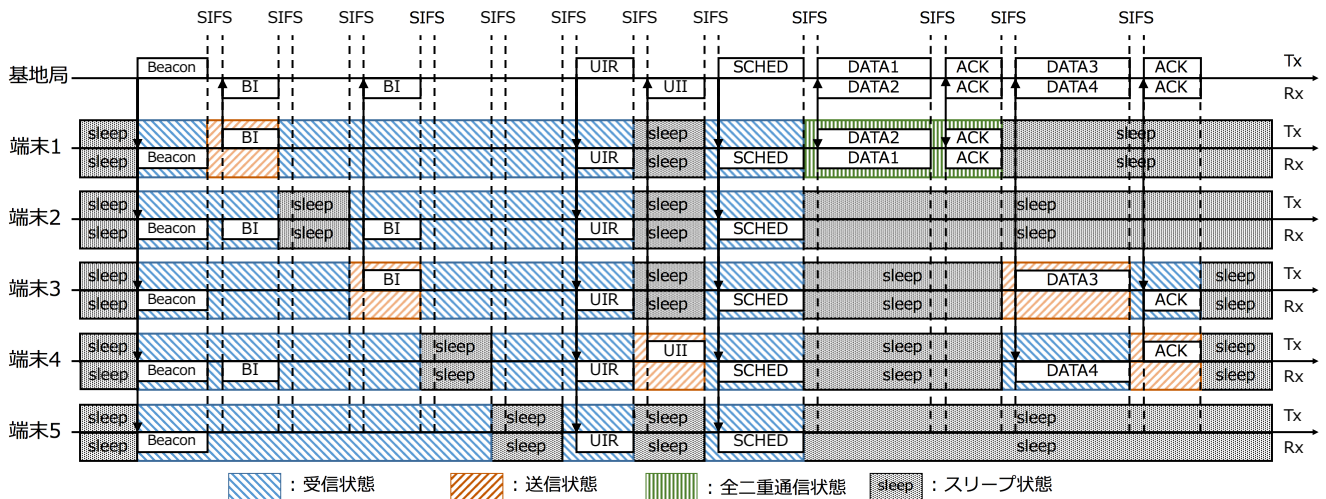 SIFS SIFS SIFS SIFS SIFS SIFS SIFS SIFS SIFS SIFS SIFS
基地局 Beacon UIR SCHED DATA1 ACK DATA3 ACK Tx
BI BI UII DATA2 ACK DATA4 ACK Rx
端末1 sleep BI sleep DATA2 ACK sleep Tx
sleep Beacon UIR sleep SCHED DATA1 ACK sleep Rx
端末2 sleep sleep sleep sleep Tx
sleep Beacon BI sleep BI UIR sleep SCHED sleep Rx
端末3 sleep BI sleep sleep DATA3 sleep Tx
sleep Beacon UIR sleep SCHED sleep ACK sleep Rx
端末4 sleep sleep UII sleep ACK sleep Tx
sleep Beacon BI sleep UIR SCHED sleep DATA4 sleep Rx
端末5 sleep sleep sleep sleep Tx
sleep Beacon sleep UIR sleep SCHED sleep Rx
：受信状態 ：送信状態 ：全二重通信状態 sleep ：スリープ状態